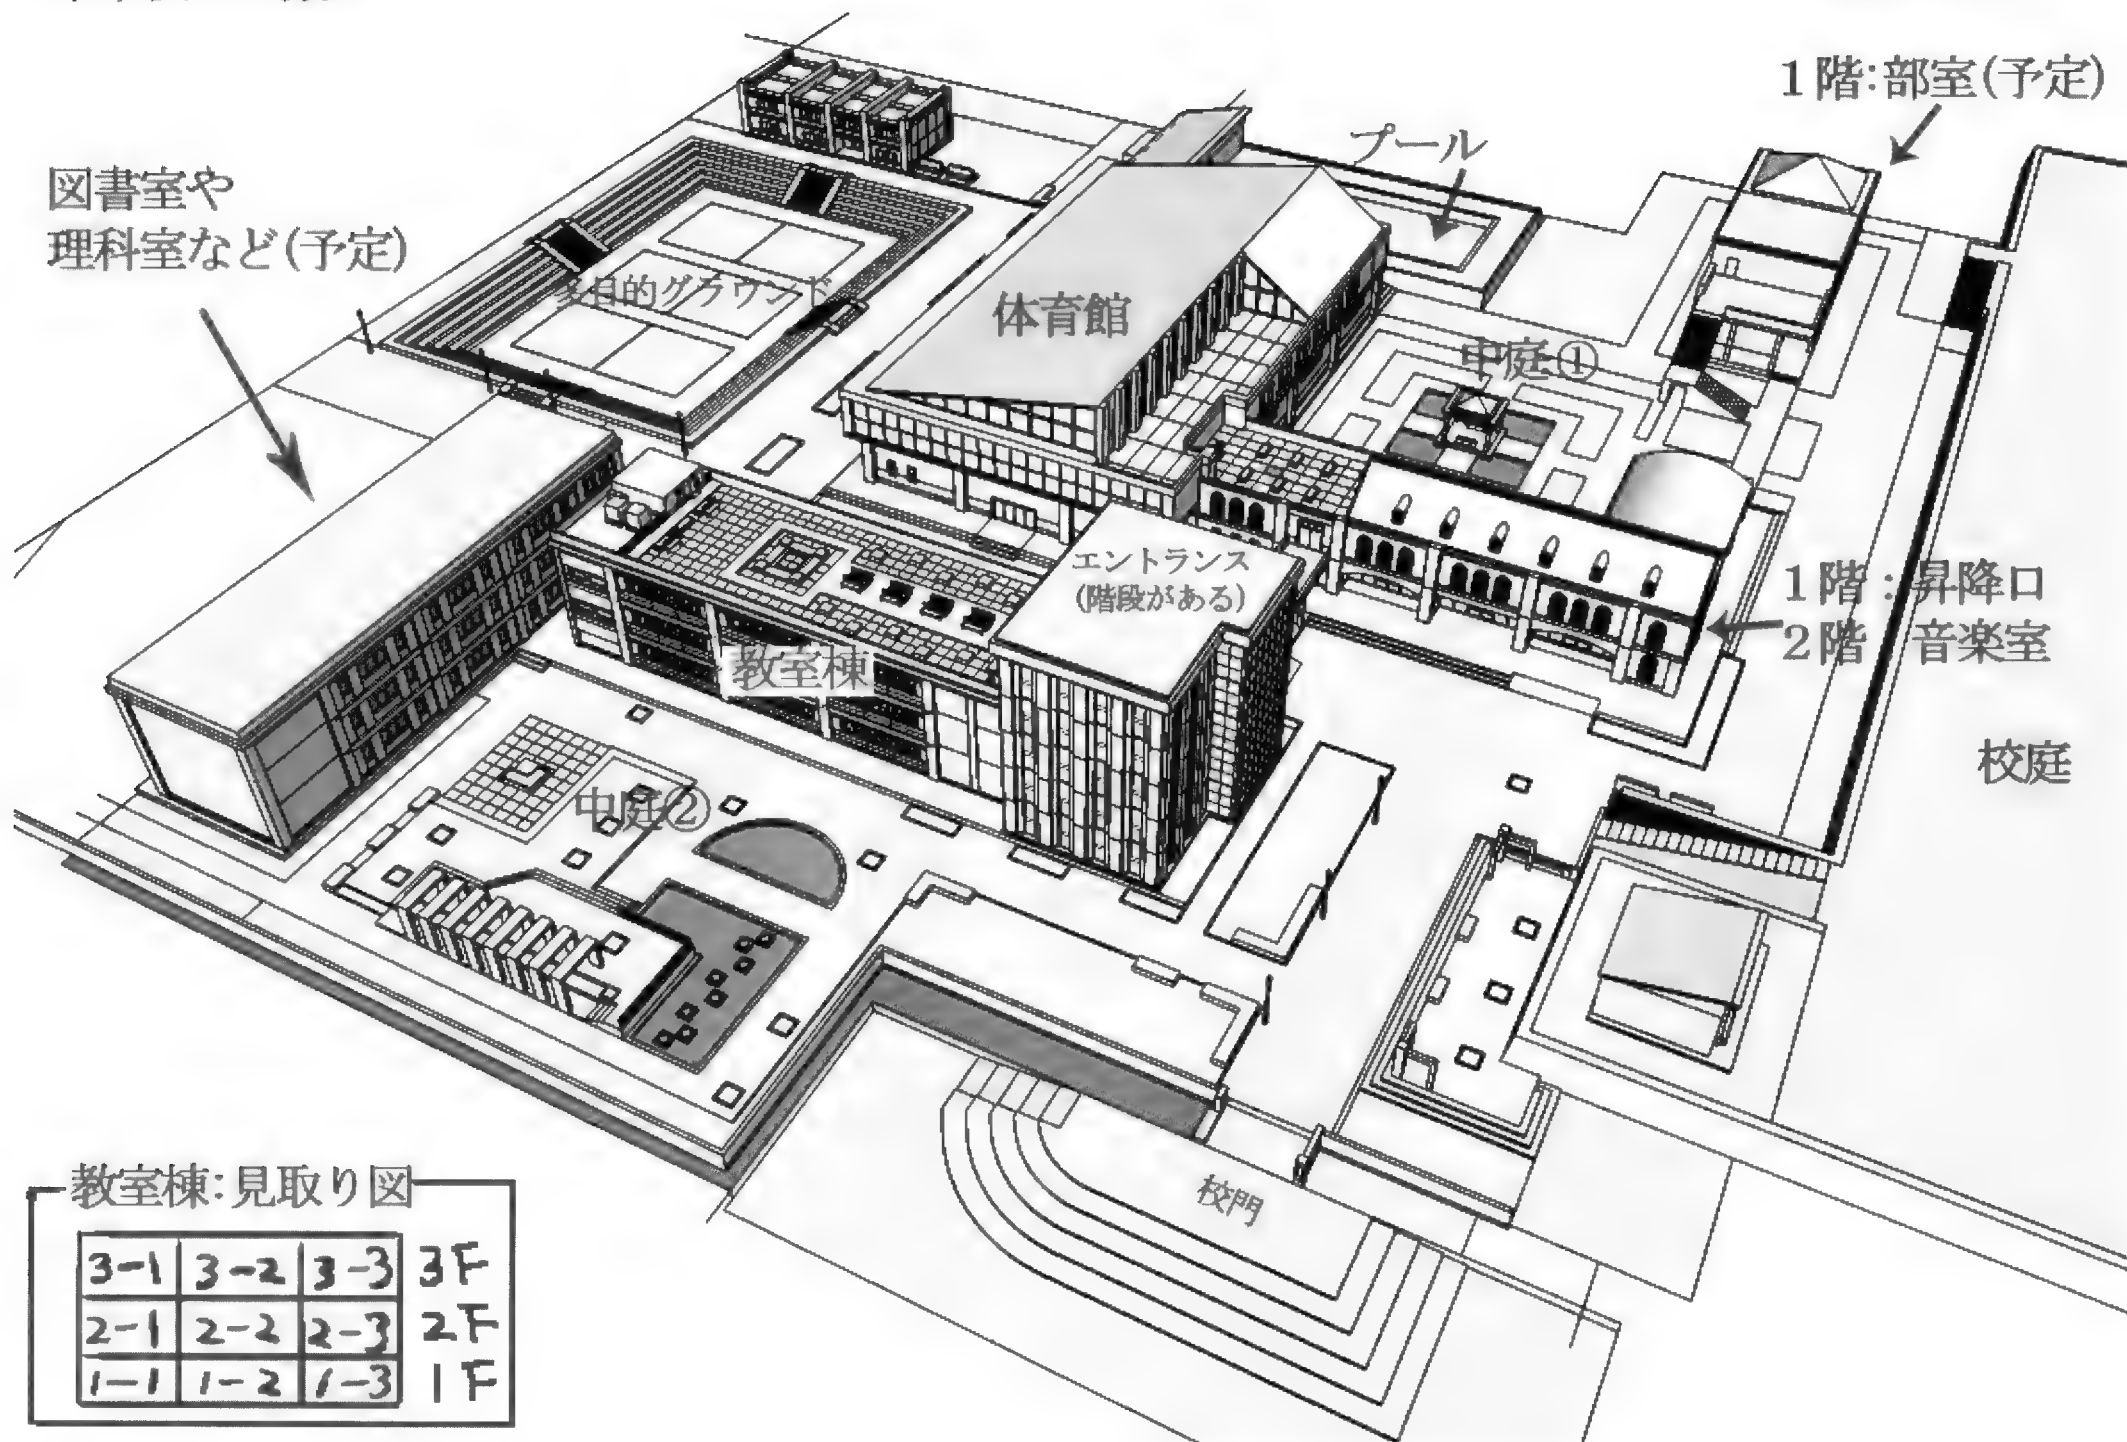 1階:部室(予定)
プール
図書室や
理科室など(予定)
多目的グラウンド
体育館
中庭①
エントランス
(階段がある)
1階:昇降口
2階 音楽室
教室棟
校庭
中庭②
校門
教室棟:見取り図
3-1 3-2 3-3 3F
2-1 2-2 2-3 2F
1-1 1-2 1-3 1F